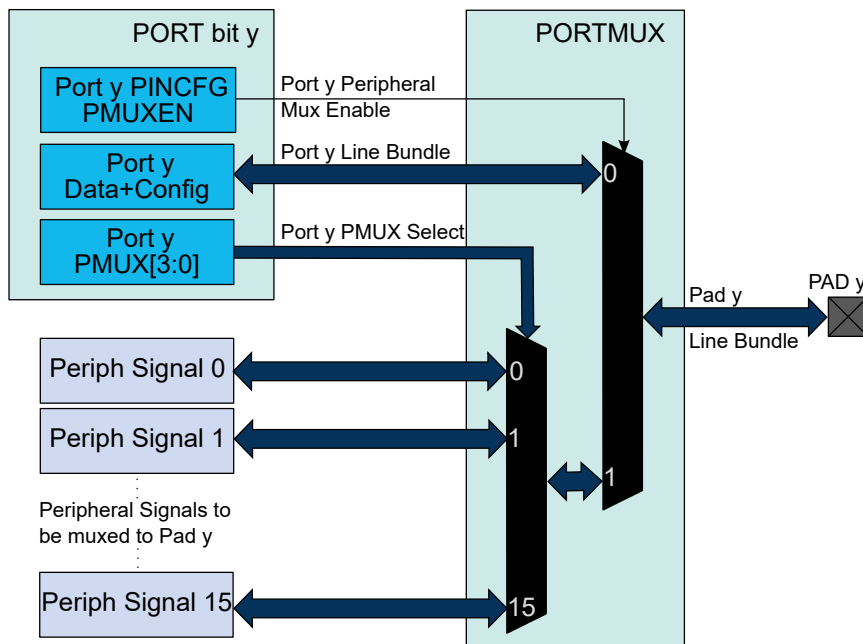 PORT bit y
PORTMUX
Port y PINCFG
PMUXEN
Port y Peripheral
Mux Enable
Port y
Data+Config
Port y Line Bundle
0
Port y
PMUX[3:0]
Port y PMUX Select
Pad y
Line Bundle
PAD y
Periph Signal 0
0
Periph Signal 1
1
1
Peripheral Signals to
be muxed to Pad y
Periph Signal 15
15